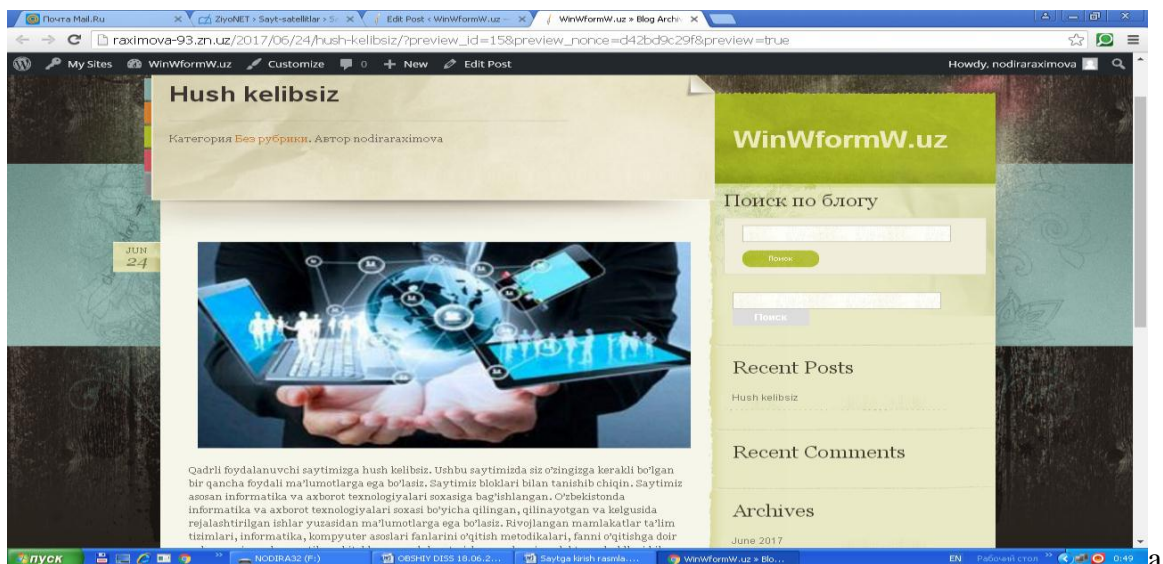 Почта Mail.Ru
ZiyoNET › Sayt-satellitlar › S
Edit Post ‹ WinWformW.uz —
WinWformW.uz » Blog Archi
raximova-93.zn.uz/2017/06/24/hush-kelibsiz/?preview_id=15&preview_nonce=d42bd9c29f&preview=true
My Sites WinWformW.uz Customize 0 + New Edit Post Howdy, nodiraraximova
Hush kelibsiz
Категория Без рубрики. Автор nodiraraximova
JUN
24
Qadrli foydalanuvchi saytimizga hush kelibsiz. Ushbu saytimizda siz o'zingizga kerakli bo'lgan
bir qancha foydali ma'lumotlarga ega bo'lasiz. Saytimiz bloklari bilan tanishib chiqin. Saytimiz
asosan informatika va axborot texnologiyalari soxasiga bag'ishlangan. O'zbekistonda
informatika va axborot texnologiyalari soxasi bo'yicha qilingan, qilinayotgan va kelgusida
rejalashtirilgan ishlar yuzasidan ma'lumotlarga ega bo'lasiz. Rivojlangan mamlakatlar ta'lim
tizimlari, informatika, kompyuter asoslari fanlarini o'qitish metodikalari, fanni o'qitishga doir
WinWformW.uz
Поиск по блогу
Поиск
Поиск
Recent Posts
Hush kelibsiz
Recent Comments
Archives
June 2017
пуск
NODIRA32 (F:)
OBSHIY DISS 18.06.2...
Saytga kirish rasmla....
WinWformW.uz » Blo...
EN
Рабочий стол
0:49
a